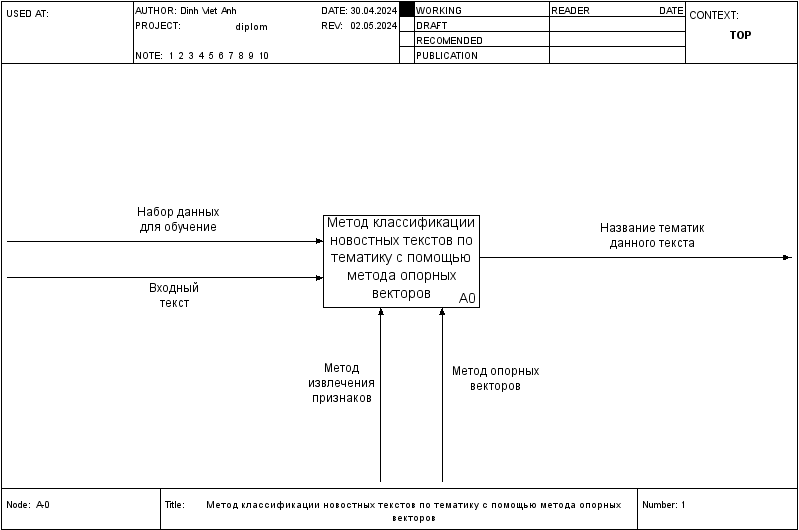 USED AT:
AUTHOR: Dinh Viet Anh
DATE: 30.04.2024
PROJECT: diplom
REV: 02.05.2024
NOTE: 1 2 3 4 5 6 7 8 9 10
WORKING
DRAFT
RECOMENDED
PUBLICATION
READER DATE
CONTEXT:
TOP
Набор данных
для обучение
Входный
текст
Метод классификации
новостных текстов по
тематику с помощью
метода опорных
векторов
A0
Название тематик
данного текста
Метод
извлечения
признаков
Метод опорных
векторов
Node: A-0
Title: Метод классификации новостных текстов по тематику с помощью метода опорных
векторов
Number: 1